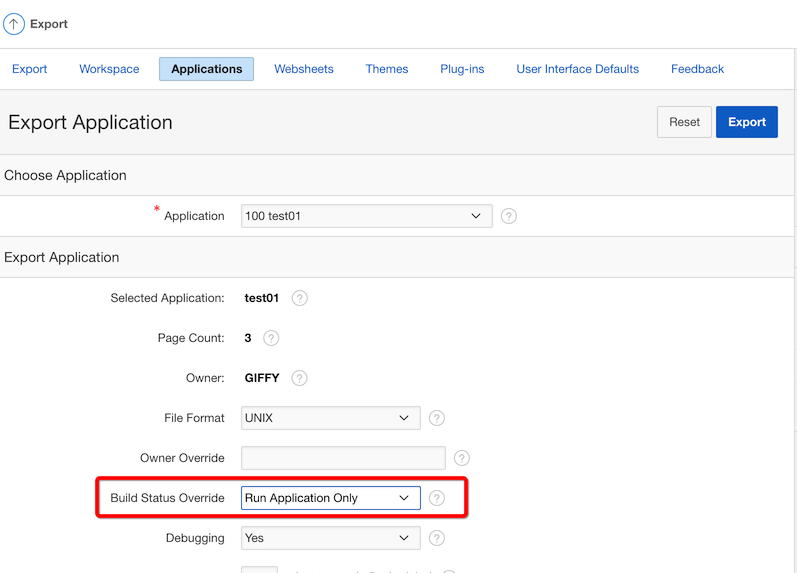 Export
Export Workspace Applications Websheets Themes Plug-ins User Interface Defaults Feedback
Export Application Reset Export
Choose Application
* Application 100 test01 ?
Export Application
Selected Application: test01 ?
Page Count: 3 ?
Owner: GIFFY ?
File Format UNIX ?
Owner Override ?
Build Status Override Run Application Only ?
Debugging Yes ?